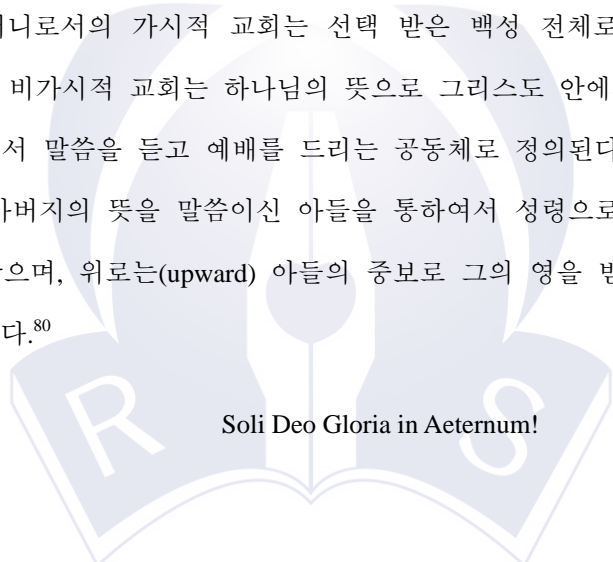 머니로서의 가시적 교회는 선택 받은 백성 전체로
비가시적 교회는 하나님의 뜻으로 그리스도 안에
서 말씀을 듣고 예배를 드리는 공동체로 정의된다
아버지의 뜻을 말씀이신 아들을 통하여서 성령으로
으며, 위로는(upward) 아들의 중보로 그의 영을
다.80
Soli Deo Gloria in Aeternum!
R S